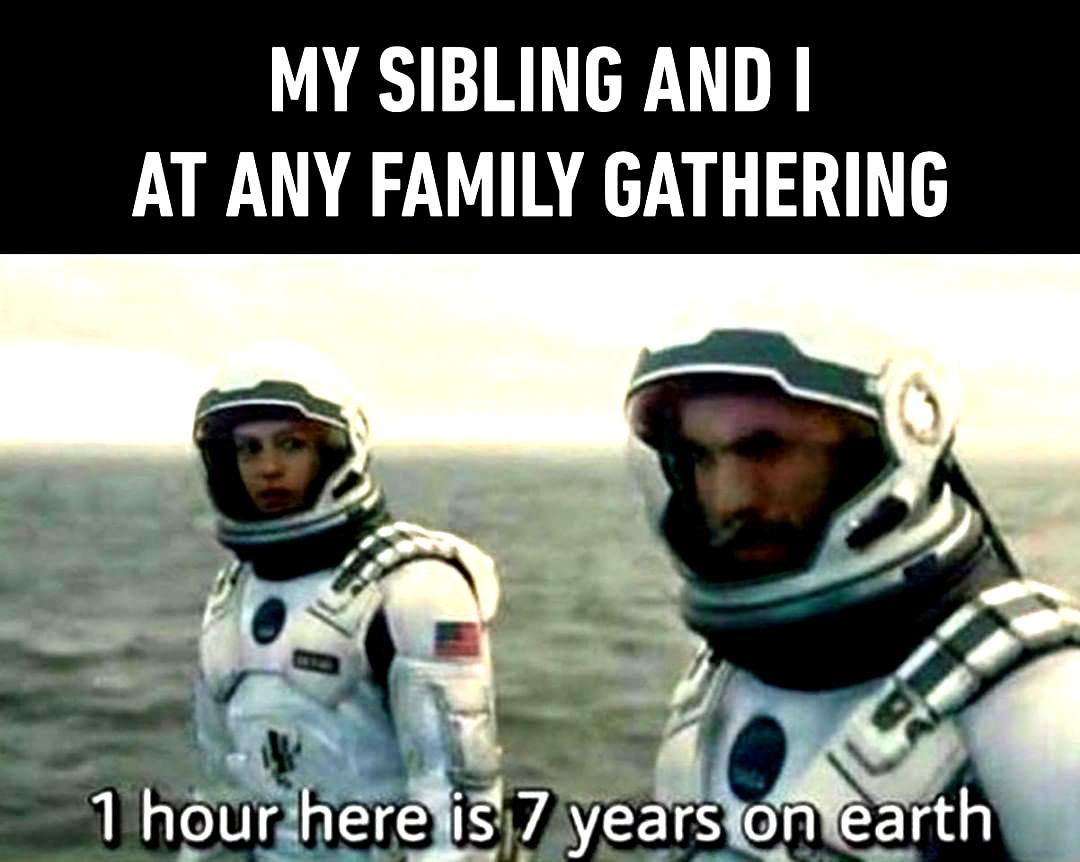 MY SIBLING AND I
AT ANY FAMILY GATHERING
1 hour here is 7 years on earth